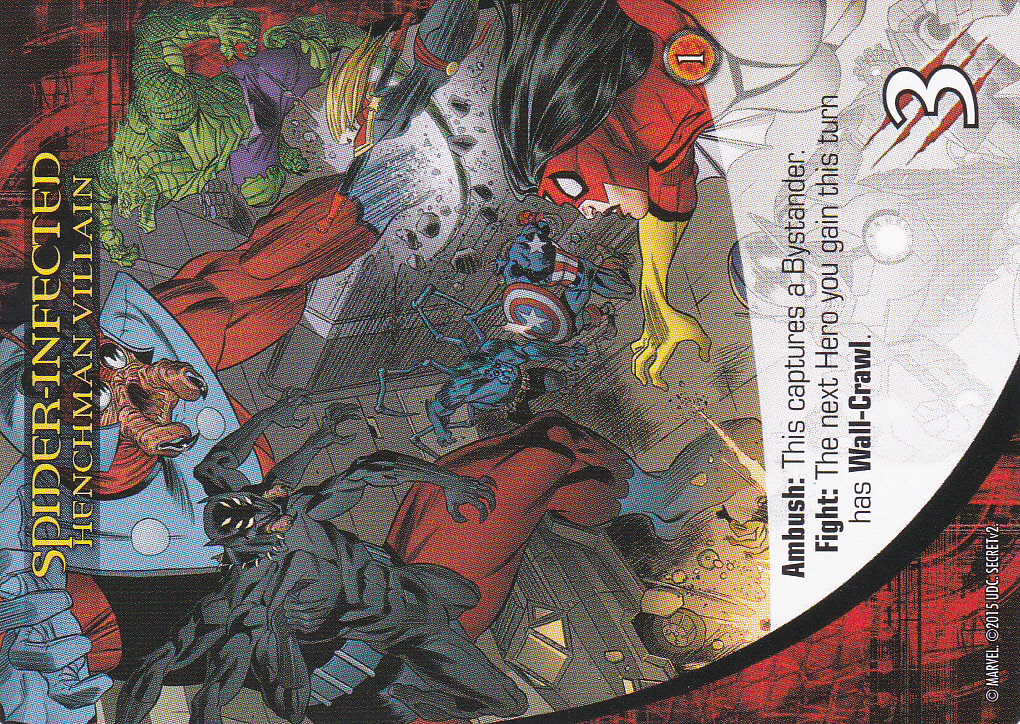 SPIDER-INFECTED
HENCHMAN VILLAIN
1
Ambush: This captures a Bystander.
Fight: The next Hero you gain this turn
has Wall-Crawl.
3
© MARVEL. ©2015 UDC. SECRETv2.